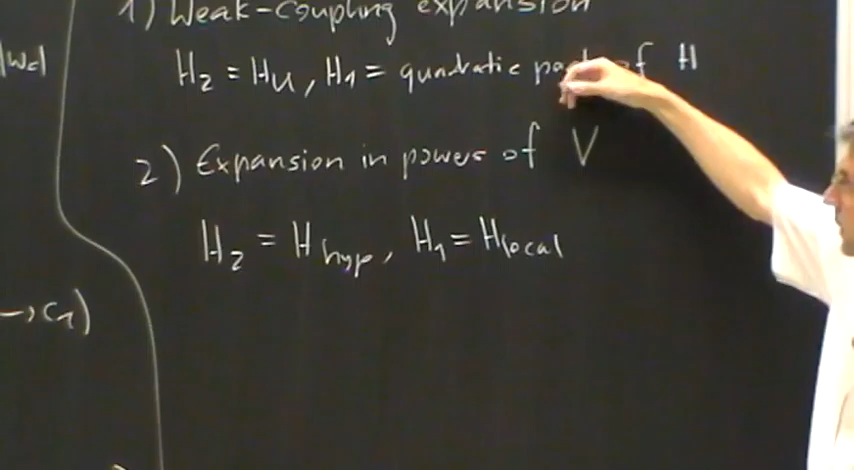 1) Weak-coupling expansion
H₂ = H_U, H₁ = quadratic part of H
2) Expansion in powers of V
H₂ = H_hyp, H₁ = H_local
→ c₁)